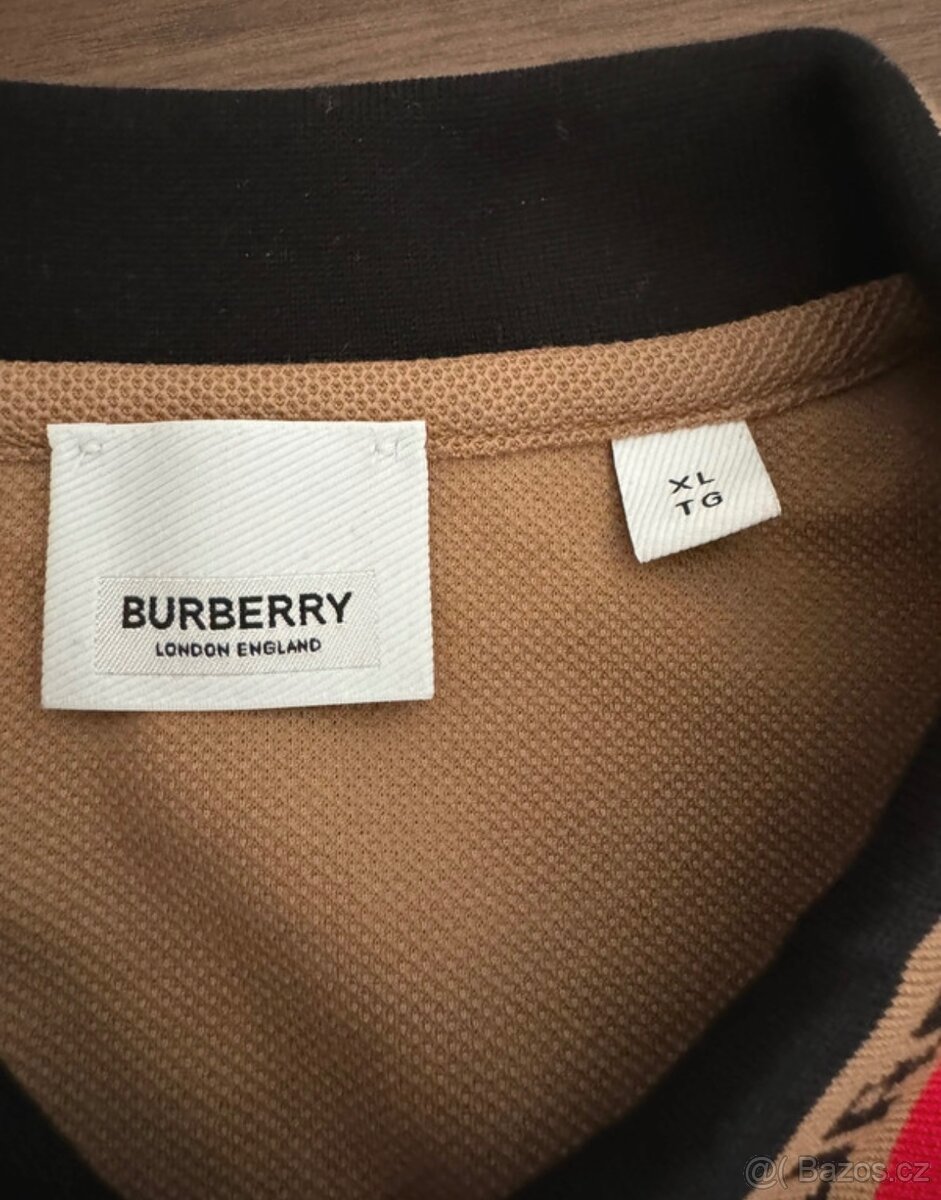 BURBERRY
LONDON ENGLAND
XL
TG
@( Bazos.cz